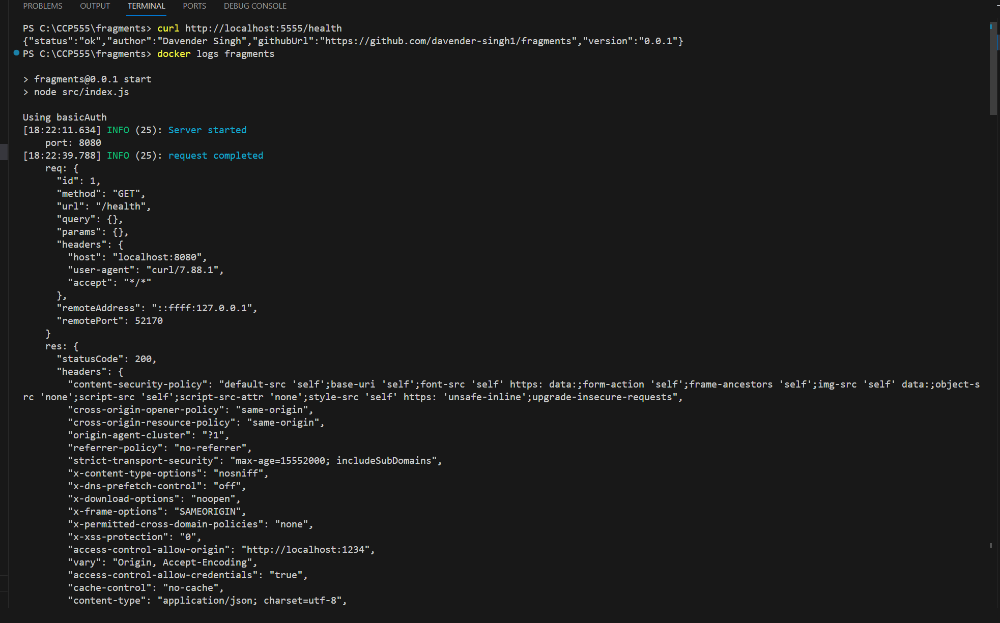 PROBLEMS OUTPUT TERMINAL PORTS DEBUG CONSOLE
PS C:\CCP555\fragments> curl http://localhost:5555/health
{"status":"ok","author":"Davender Singh","githubUrl":"https://github.com/davender-singh1/fragments","version":"0.0.1"}
PS C:\CCP555\fragments> docker logs fragments
> fragments@0.0.1 start
> node src/index.js
Using basicAuth
[18:22:11.634] INFO (25): Server started
port: 8080
[18:22:39.788] INFO (25): request completed
req: {
"id": 1,
"method": "GET",
"url": "/health",
"query": {},
"params": {},
"headers": {
"host": "localhost:8080",
"user-agent": "curl/7.88.1",
"accept": "*/*"
},
"remoteAddress": "::ffff:127.0.0.1",
"remotePort": 52170
}
res: {
"statusCode": 200,
"headers": {
"content-security-policy": "default-src 'self';base-uri 'self';font-src 'self' https: data:;form-action 'self';frame-ancestors 'self';img-src 'self' data:;object-s
rc 'none';script-src 'self';script-src-attr 'none';style-src 'self' https: 'unsafe-inline';upgrade-insecure-requests",
"cross-origin-opener-policy": "same-origin",
"cross-origin-resource-policy": "same-origin",
"origin-agent-cluster": "?1",
"referrer-policy": "no-referrer",
"strict-transport-security": "max-age=15552000; includeSubDomains",
"x-content-type-options": "nosniff",
"x-dns-prefetch-control": "off",
"x-download-options": "noopen",
"x-frame-options": "SAMEORIGIN",
"x-permitted-cross-domain-policies": "none",
"x-xss-protection": "0",
"access-control-allow-origin": "http://localhost:1234",
"vary": "Origin, Accept-Encoding",
"access-control-allow-credentials": "true",
"cache-control": "no-cache",
"content-type": "application/json; charset=utf-8",